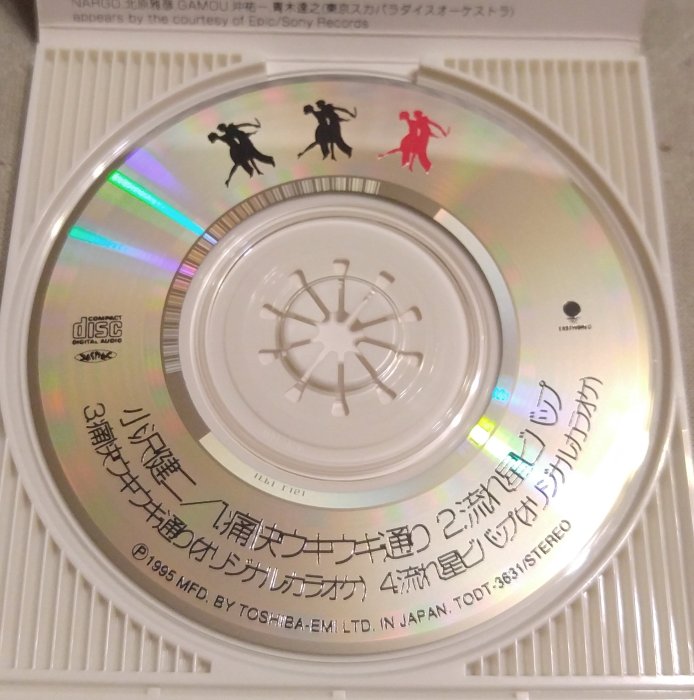 NARGO.北原雅彦.GAMOU.沖祐一.青木達之(東京スカパラダイスオーケストラ)
appears by the courtesy of Epic/Sony Records
COMPACT
disc
DIGITAL AUDIO
EASTWORLD
小沢健二/1.痛快ウキウキ通り 2.流れ星ビバップ
3.痛快ウキウキ通り(オリジナルカラオケ) 4.流れ星ビバップ(オリジナルカラオケ)
Ⓟ1995 MFD. BY TOSHIBA-EMI LTD. IN JAPAN. TODT-3631/STEREO